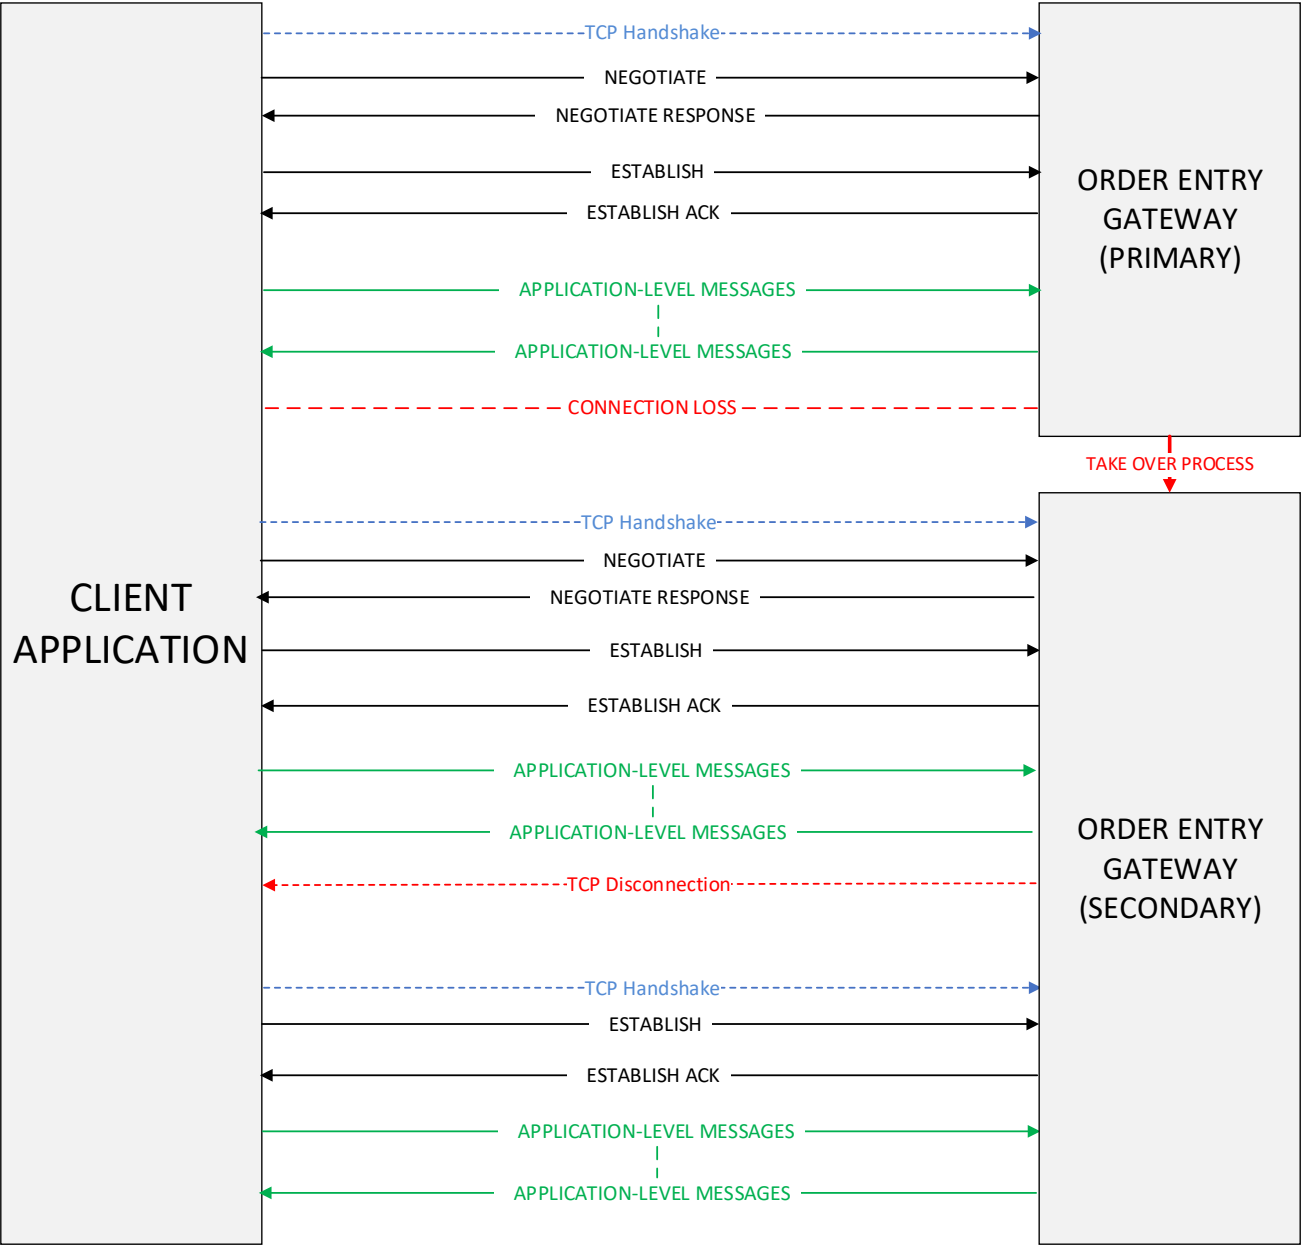 TCP Handshake
NEGOTIATE
NEGOTIATE RESPONSE
ESTABLISH
ESTABLISH ACK
ORDER ENTRY
GATEWAY
(PRIMARY)
APPLICATION-LEVEL MESSAGES
APPLICATION-LEVEL MESSAGES
CONNECTION LOSS
TAKE OVER PROCESS
TCP Handshake
NEGOTIATE
NEGOTIATE RESPONSE
CLIENT
APPLICATION
ESTABLISH
ESTABLISH ACK
APPLICATION-LEVEL MESSAGES
APPLICATION-LEVEL MESSAGES
ORDER ENTRY
GATEWAY
(SECONDARY)
TCP Disconnection
TCP Handshake
ESTABLISH
ESTABLISH ACK
APPLICATION-LEVEL MESSAGES
APPLICATION-LEVEL MESSAGES